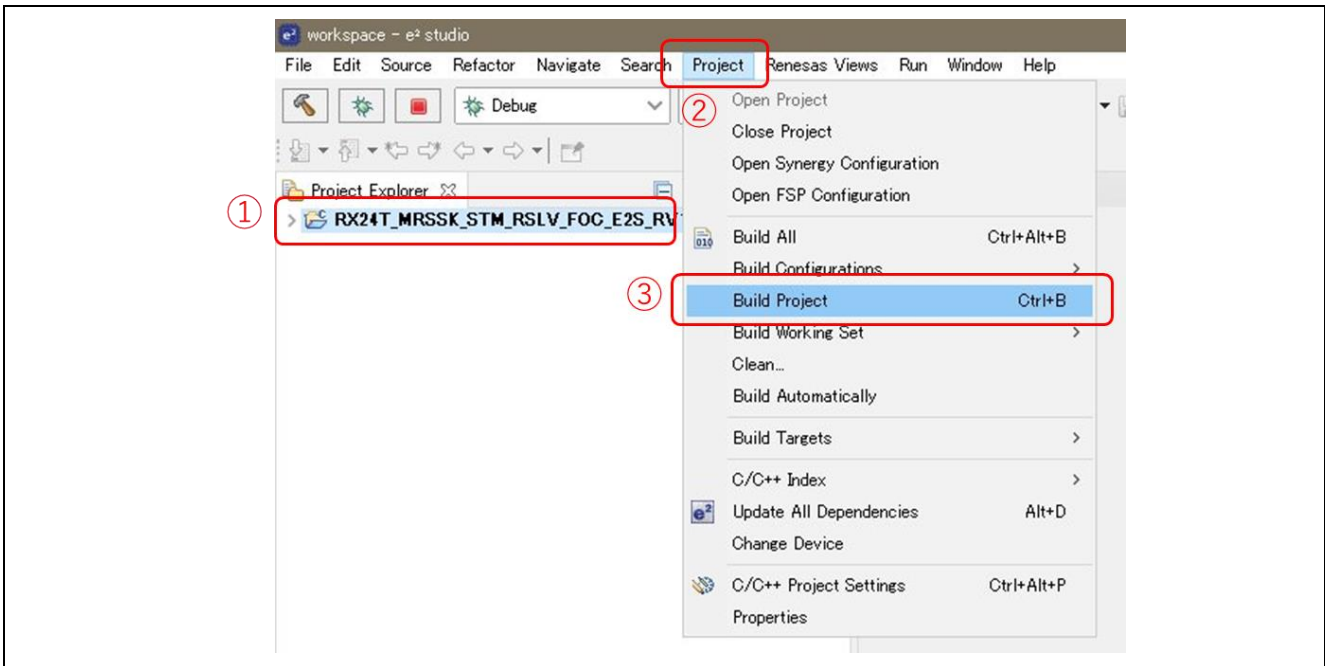 e² workspace - e² studio
File Edit Source Refactor Navigate Search Project Renesas Views Run Window Help
Debug
② Open Project
Close Project
Open Synergy Configuration
Project Explorer
Open FSP Configuration
① RX24T_MRSSK_STM_RSLV_FOC_E2S_RV
010 Build All Ctrl+Alt+B
Build Configurations
③ Build Project Ctrl+B
Build Working Set
Clean...
Build Automatically
Build Targets
C/C++ Index
e² Update All Dependencies Alt+D
Change Device
C/C++ Project Settings Ctrl+Alt+P
Properties